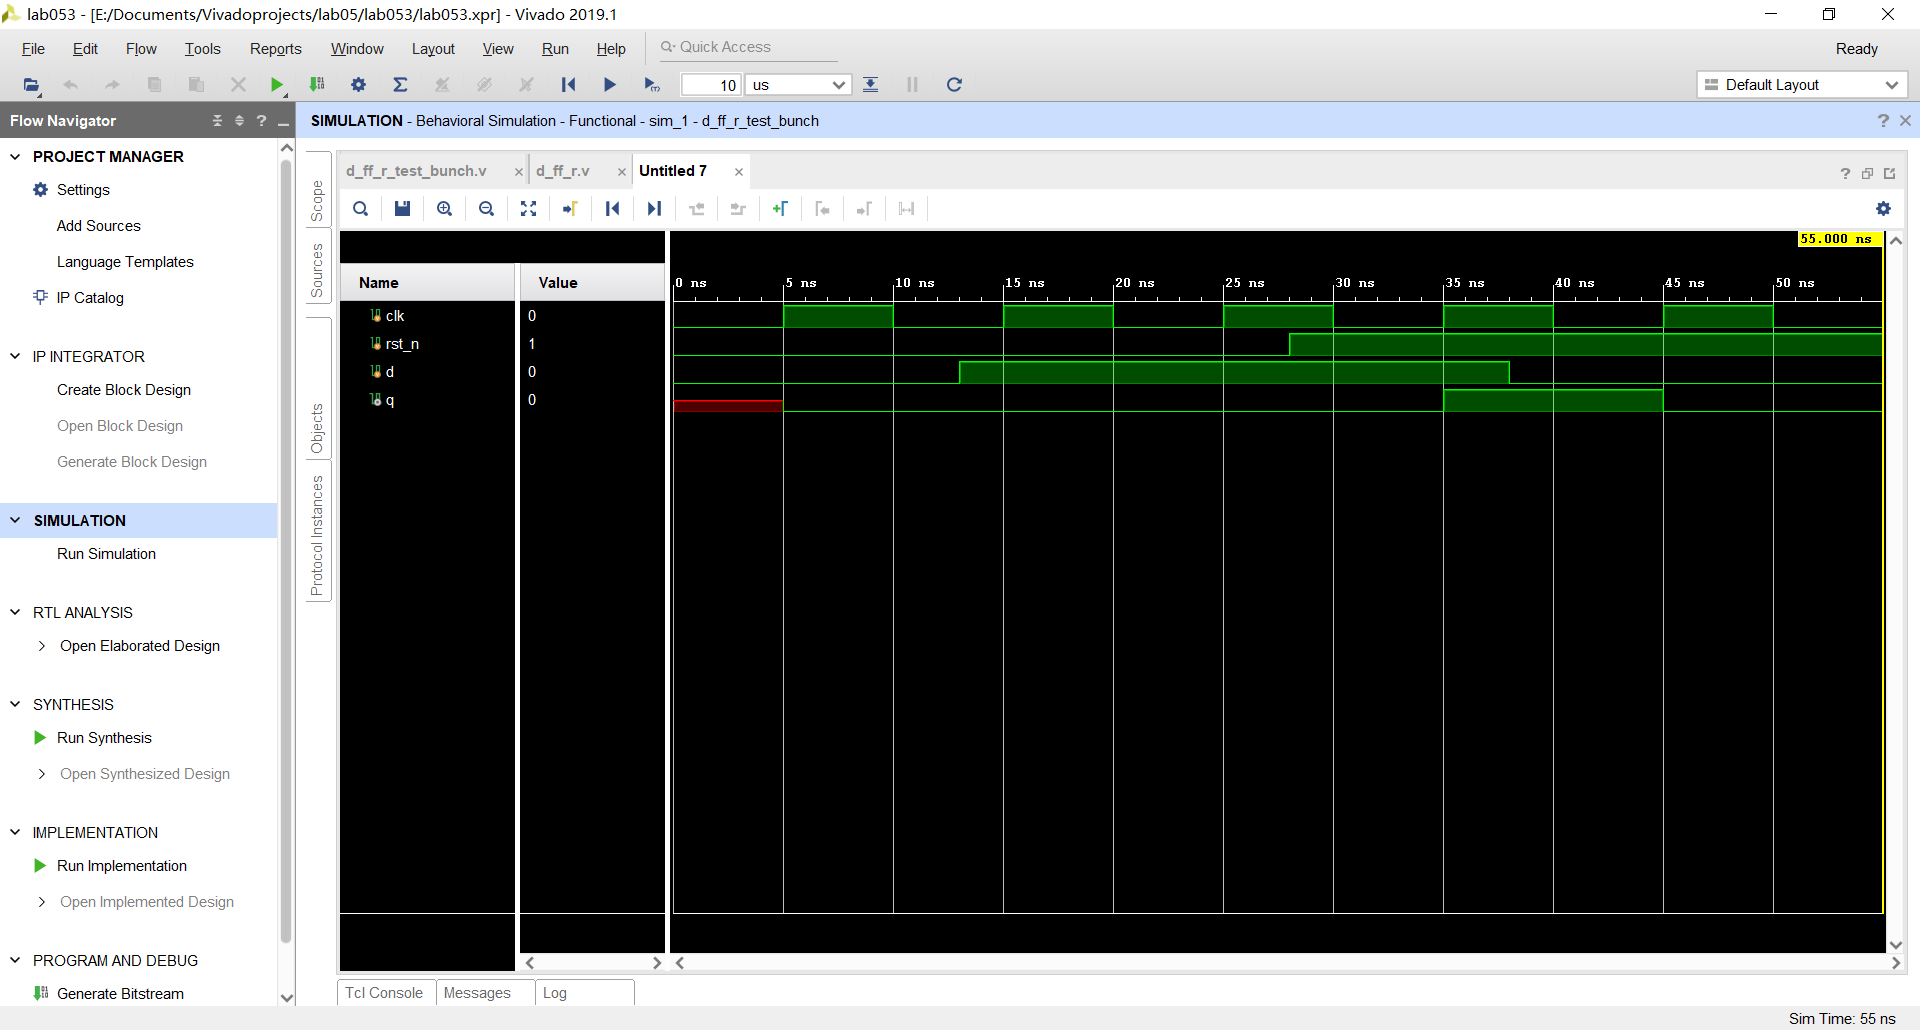 lab053 - [E:/Documents/Vivadoprojects/lab05/lab053/lab053.xpr] - Vivado 2019.1
File Edit Flow Tools Reports Window Layout View Run Help Quick Access Ready
10 us Default Layout
Flow Navigator
SIMULATION - Behavioral Simulation - Functional - sim_1 - d_ff_r_test_bunch
PROJECT MANAGER
Settings
Add Sources
Language Templates
IP Catalog
IP INTEGRATOR
Create Block Design
Open Block Design
Generate Block Design
SIMULATION
Run Simulation
RTL ANALYSIS
Open Elaborated Design
SYNTHESIS
Run Synthesis
Open Synthesized Design
IMPLEMENTATION
Run Implementation
Open Implemented Design
PROGRAM AND DEBUG
Generate Bitstream
Scope
Sources
Objects
Protocol Instances
d_ff_r_test_bunch.v d_ff_r.v Untitled 7
55.000 ns
Name Value 0 ns 5 ns 10 ns 15 ns 20 ns 25 ns 30 ns 35 ns 40 ns 45 ns 50 ns
clk 0
rst_n 1
d 0
q 0
Tcl Console Messages Log
Sim Time: 55 ns